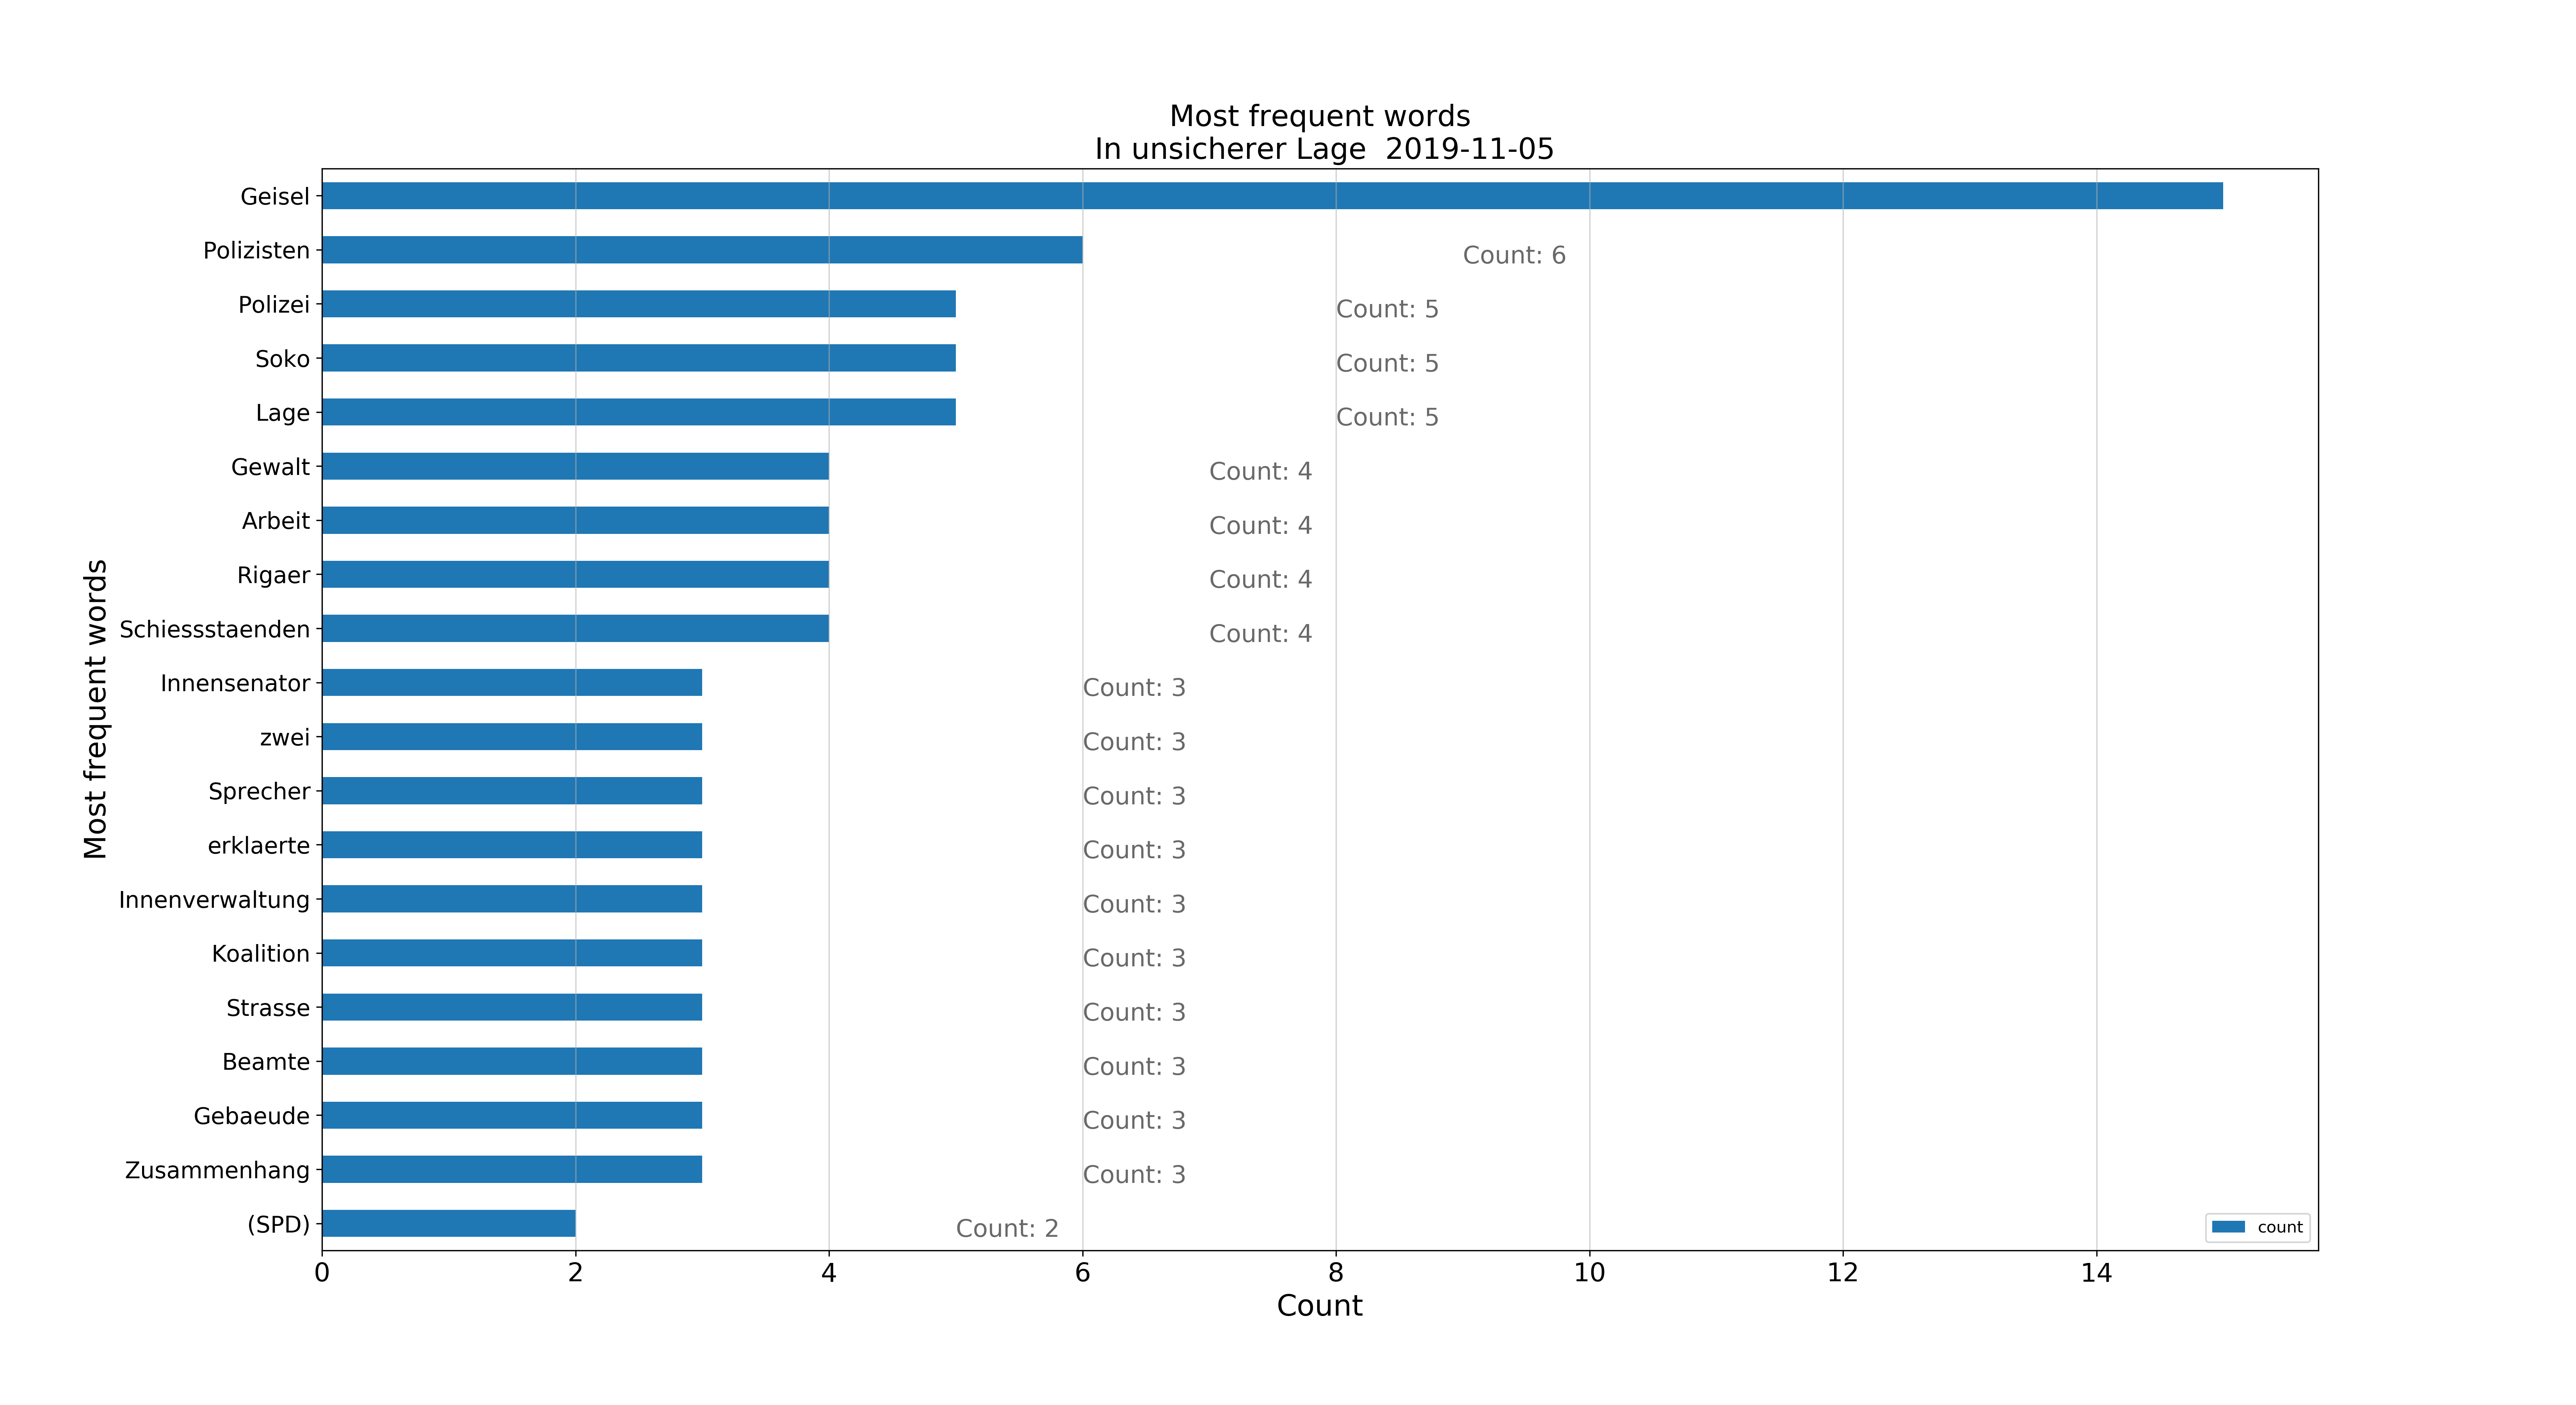 Most frequent words
In unsicherer Lage  2019-11-05
Most frequent words
Geisel
Polizisten Count: 6
Polizei Count: 5
Soko Count: 5
Lage Count: 5
Gewalt Count: 4
Arbeit Count: 4
Rigaer Count: 4
Schiessstaenden Count: 4
Innensenator Count: 3
zwei Count: 3
Sprecher Count: 3
erklaerte Count: 3
Innenverwaltung Count: 3
Koalition Count: 3
Strasse Count: 3
Beamte Count: 3
Gebaeude Count: 3
Zusammenhang Count: 3
(SPD) Count: 2
count
0 2 4 6 8 10 12 14
Count